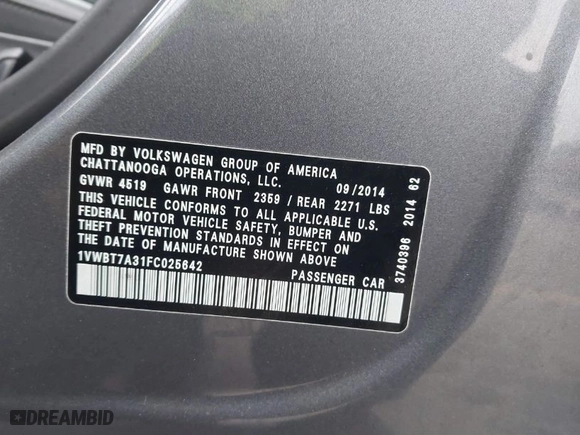 MFD BY VOLKSWAGEN GROUP OF AMERICA
CHATTANOOGA OPERATIONS, LLC. 09/2014
GVWR 4519 GAWR FRONT 2359 / REAR 2271 LBS
THIS VEHICLE CONFORMS TO ALL APPLICABLE U.S.
FEDERAL MOTOR VEHICLE SAFETY, BUMPER AND
THEFT PREVENTION STANDARDS IN EFFECT ON
THE DATE OF MANUFACTURE SHOWN ABOVE
1VWBT7A31FC025642 PASSENGER CAR
3740396 2014 62
DREAMBID